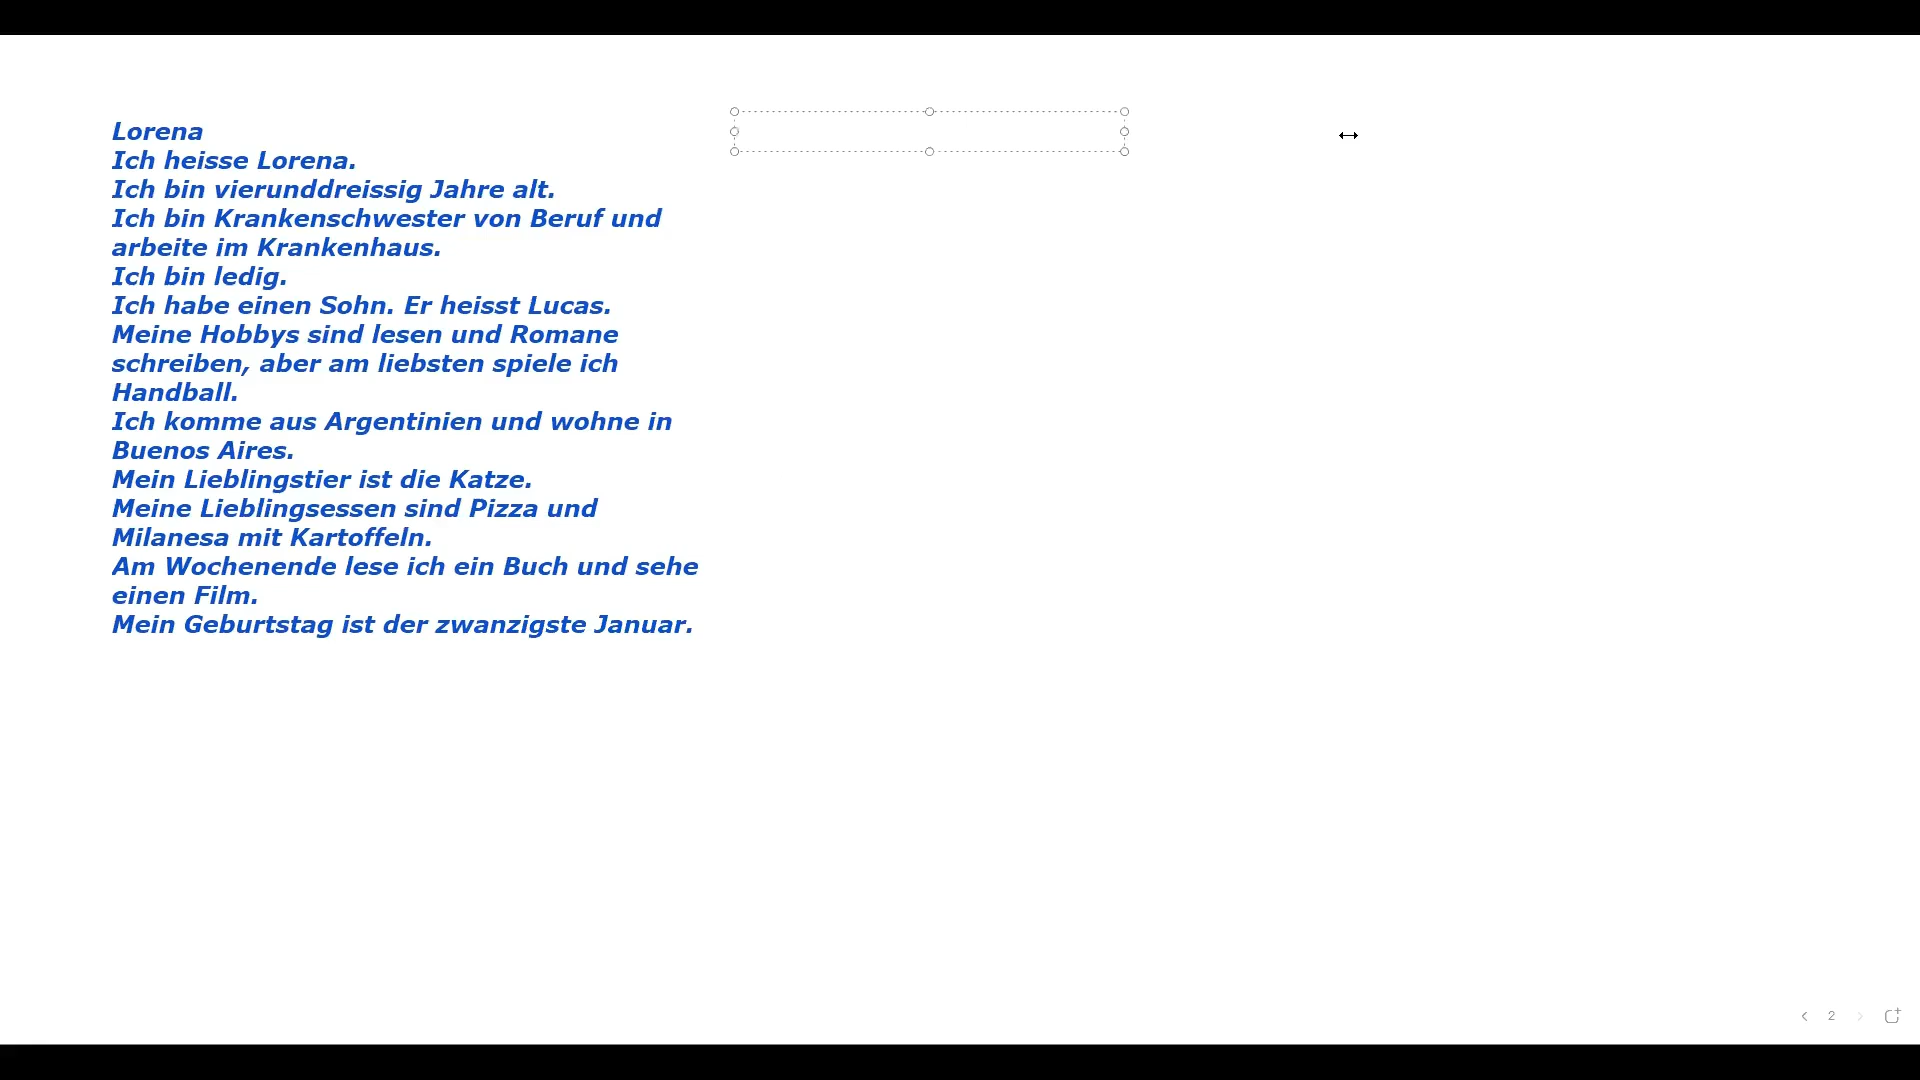 Lorena
Ich heisse Lorena.
Ich bin vierunddreissig Jahre alt.
Ich bin Krankenschwester von Beruf und
arbeite im Krankenhaus.
Ich bin ledig.
Ich habe einen Sohn. Er heisst Lucas.
Meine Hobbys sind lesen und Romane
schreiben, aber am liebsten spiele ich
Handball.
Ich komme aus Argentinien und wohne in
Buenos Aires.
Mein Lieblingstier ist die Katze.
Meine Lieblingsessen sind Pizza und
Milanesa mit Kartoffeln.
Am Wochenende lese ich ein Buch und sehe
einen Film.
Mein Geburtstag ist der zwanzigste Januar.
2